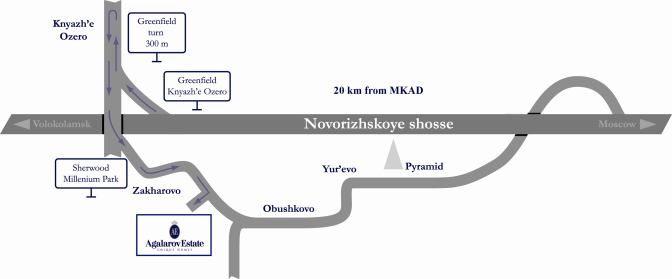 Knyazh'e
Ozero
Greenfield
turn
300 m
Greenfield
Knyazh'e Ozero
20 km from MKAD
Volokolamsk
Novorizhskoye shosse
Moscow
Sherwood
Millenium Park
Zakharovo
Yur'evo
Pyramid
Obushkovo
AE
Agalarov Estate
UNIQUE HOMES